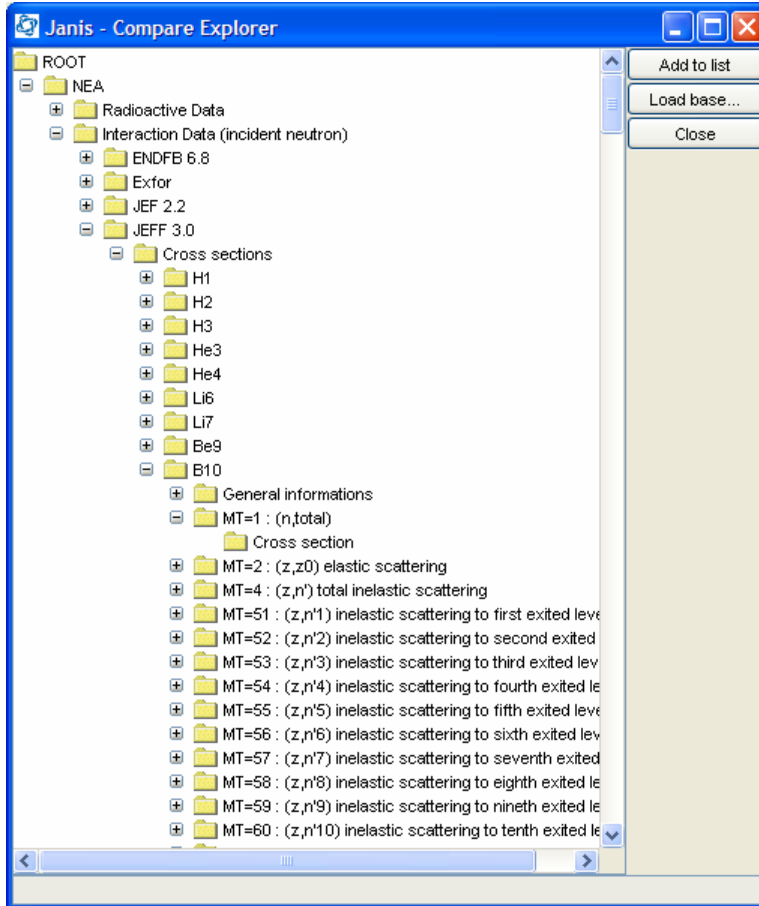 Janis - Compare Explorer
ROOT
Add to list
NEA
Load base...
Radioactive Data
Interaction Data (incident neutron)
Close
ENDFB 6.8
Exfor
JEF 2.2
JEFF 3.0
Cross sections
H1
H2
H3
He3
He4
Li6
Li7
Be9
B10
General informations
MT=1 : (n,total)
Cross section
MT=2 : (z,z0) elastic scattering
MT=4 : (z,n') total inelastic scattering
MT=51 : (z,n'1) inelastic scattering to first exited leve
MT=52 : (z,n'2) inelastic scattering to second exited
MT=53 : (z,n'3) inelastic scattering to third exited lev
MT=54 : (z,n'4) inelastic scattering to fourth exited le
MT=55 : (z,n'5) inelastic scattering to fifth exited leve
MT=56 : (z,n'6) inelastic scattering to sixth exited lev
MT=57 : (z,n'7) inelastic scattering to seventh exited
MT=58 : (z,n'8) inelastic scattering to eighth exited le
MT=59 : (z,n'9) inelastic scattering to nineth exited le
MT=60 : (z,n'10) inelastic scattering to tenth exited le